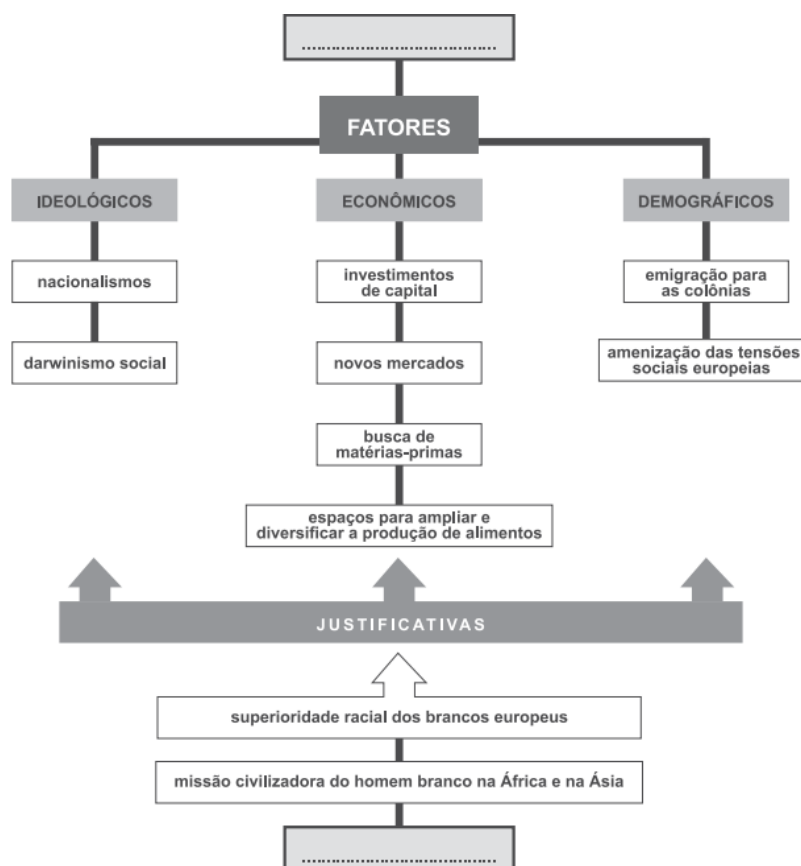 ................................................
FATORES
IDEOLÓGICOS
ECONÔMICOS
DEMOGRÁFICOS
nacionalismos
investimentos
de capital
emigração para
as colônias
darwinismo social
novos mercados
amenização das tensões
sociais europeias
busca de
matérias-primas
espaços para ampliar e
diversificar a produção de alimentos
JUSTIFICATIVAS
superioridade racial dos brancos europeus
missão civilizadora do homem branco na África e na Ásia
................................................